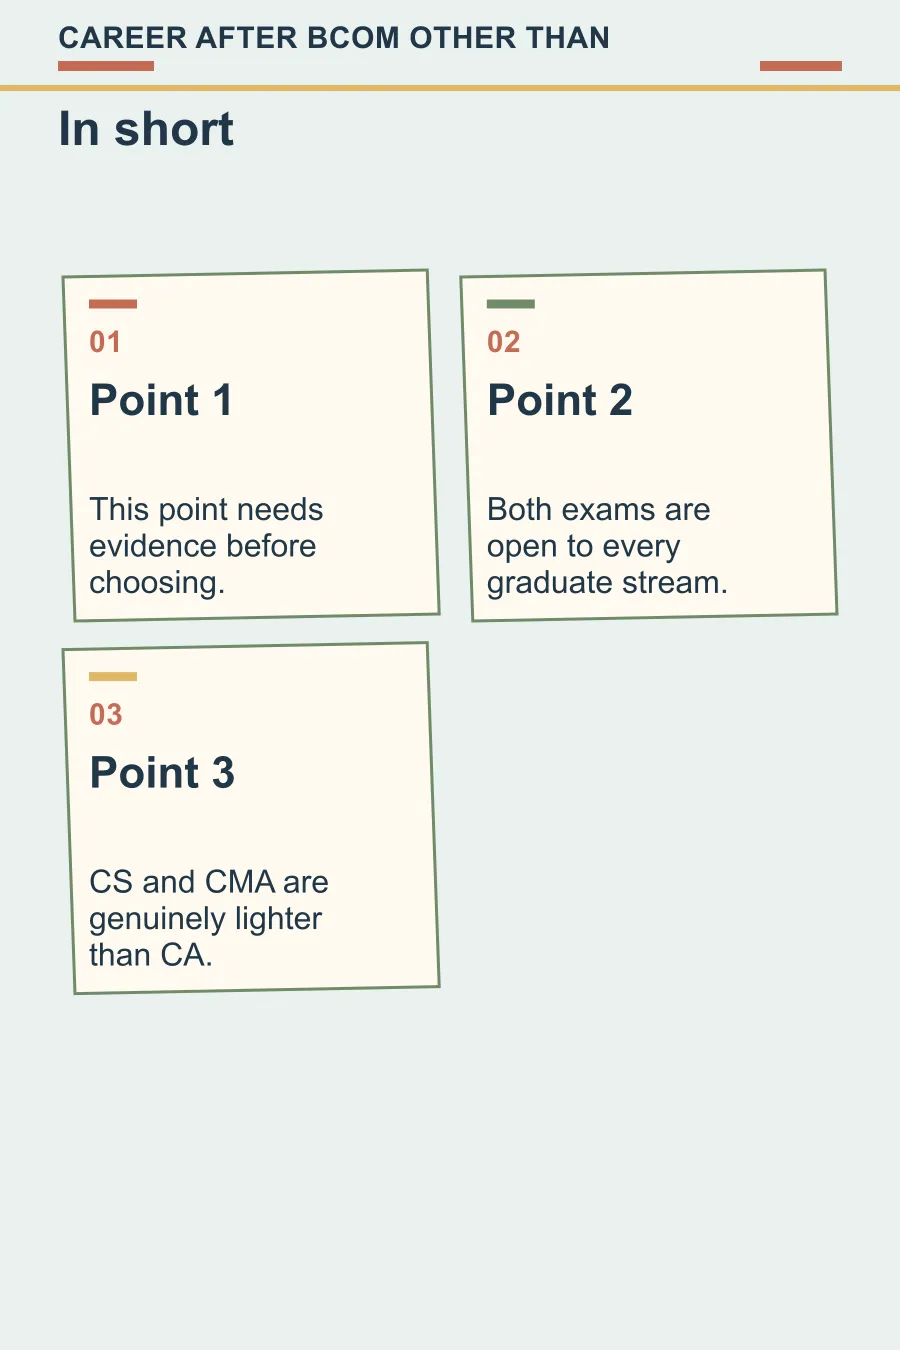 CAREER AFTER BCOM OTHER THAN
In short
01
Point 1
This point needs
evidence before
choosing.
02
Point 2
Both exams are
open to every
graduate stream.
03
Point 3
CS and CMA are
genuinely lighter
than CA.